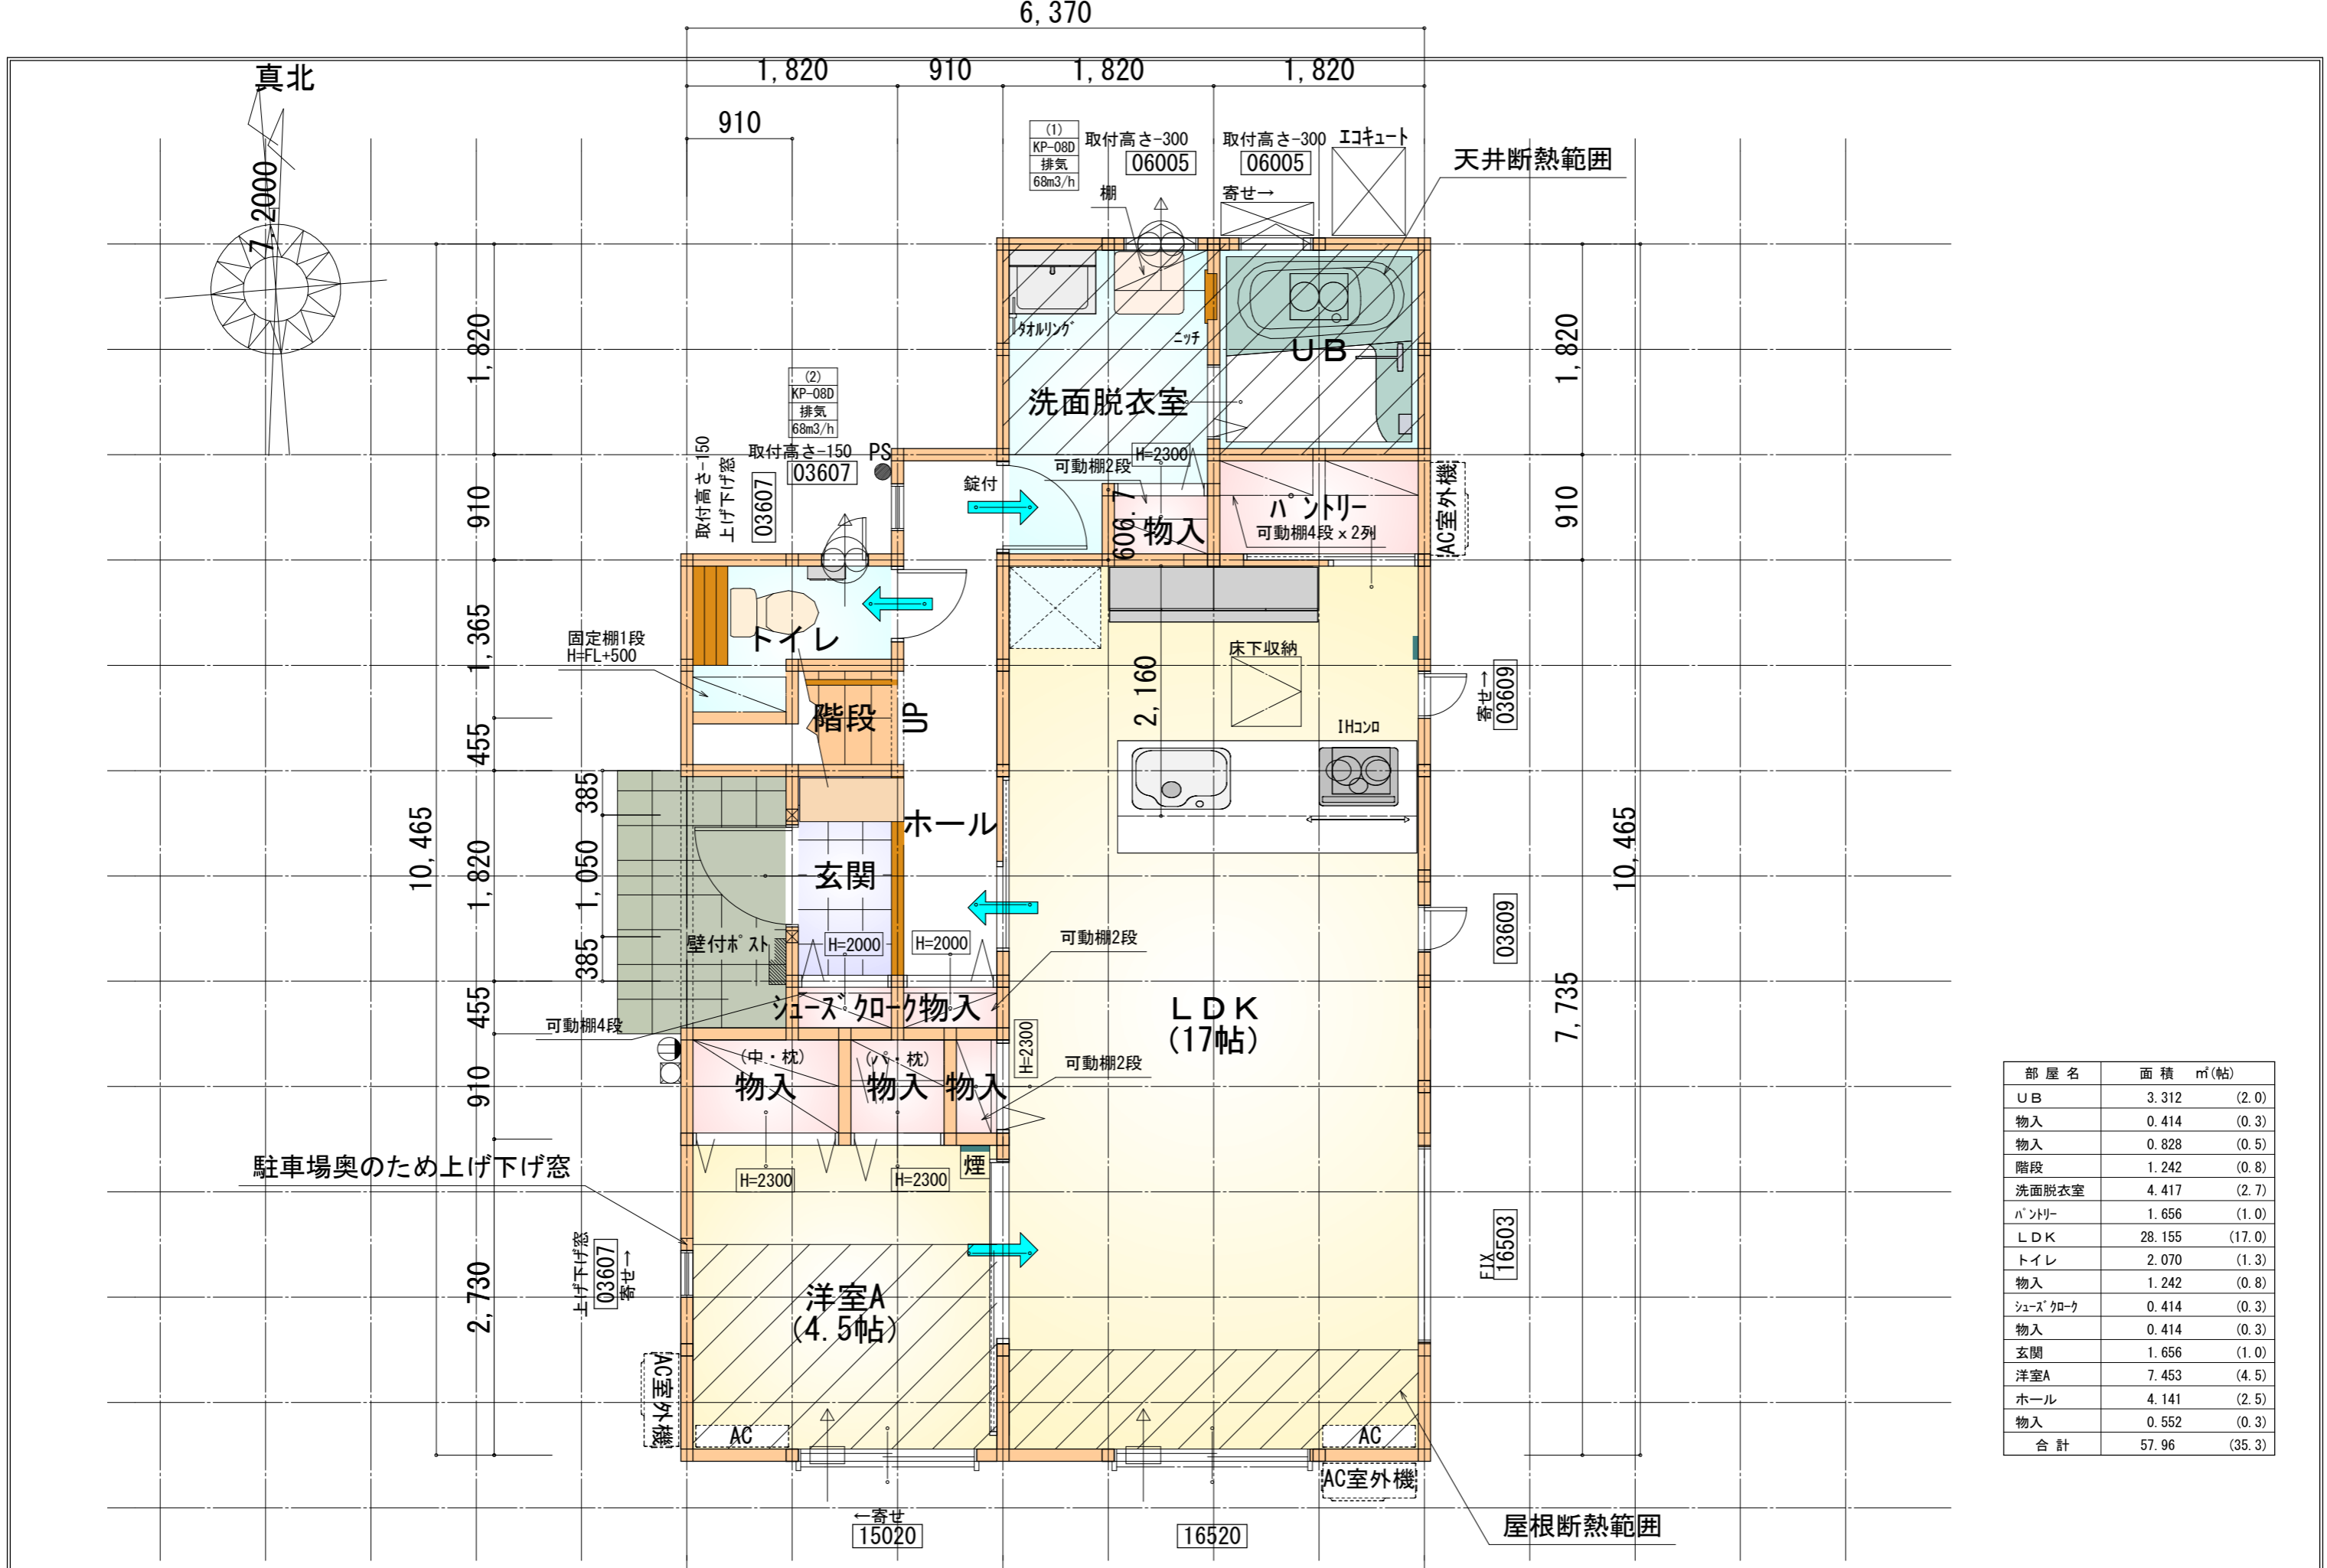 6,370
1,820 910 1,820 1,820
910
真北
7.2000
(1)
KP-08D
排気
68m3/h
取付高さ-300
06005
棚
取付高さ-300
06005
寄せ→
エコキュート
天井断熱範囲
タオルリング
ニッチ
UB
洗面脱衣室
(2)
KP-08D
排気
68m3/h
取付高さ-150
03607
PS
取付高さ-150
上げ下げ窓
03607
錠付
可動棚2段
H=2300
606.7
物入
パントリー
可動棚4段×2列
AC室外機
1,820
910
1,365
455
1,820
455
910
2,730
10,465
385
1,050
385
1,820
910
7,735
10,465
トイレ
固定棚1段
H=FL+500
階段
UP
2,160
床下収納
IHコンロ
寄せ→
03609
03609
ホール
玄関
壁付ポスト
H=2000
H=2000
可動棚2段
シューズクローク
物入
可動棚4段
LDK
(17帖)
H=2300
可動棚2段
(中・枕)
物入
(パ・枕)
物入
物入
駐車場奥のため上げ下げ窓
H=2300
H=2300
煙
上げ下げ窓
03607
寄せ→
洋室A
(4.5帖)
FIX
16503
AC室外機
AC
AC
AC室外機
←寄せ
15020
16520
屋根断熱範囲
部屋名 面積 ㎡(帖)
UB 3.312 (2.0)
物入 0.414 (0.3)
物入 0.828 (0.5)
階段 1.242 (0.8)
洗面脱衣室 4.417 (2.7)
パントリー 1.656 (1.0)
LDK 28.155 (17.0)
トイレ 2.070 (1.3)
物入 1.242 (0.8)
シューズクローク 0.414 (0.3)
物入 0.414 (0.3)
玄関 1.656 (1.0)
洋室A 7.453 (4.5)
ホール 4.141 (2.5)
物入 0.552 (0.3)
合計 57.96 (35.3)